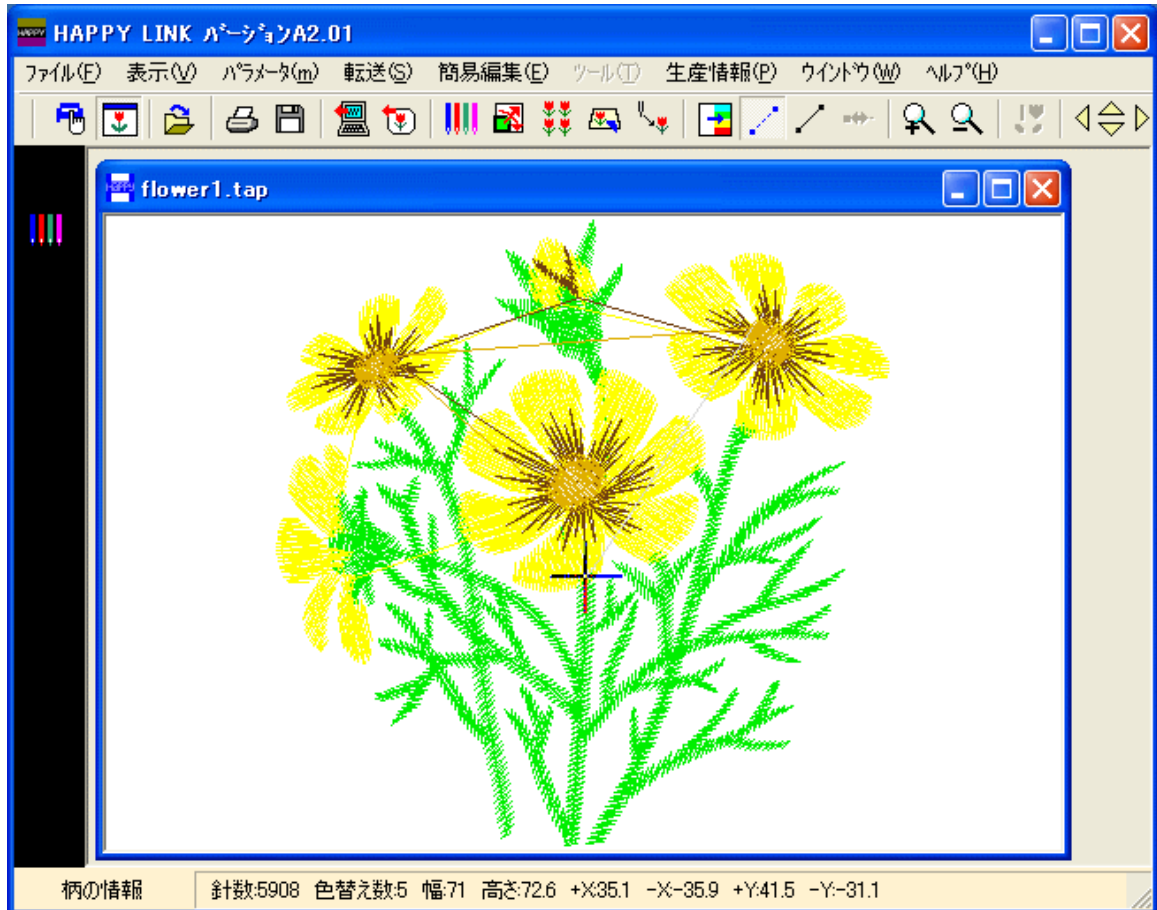 HAPPY LINK ﾊﾞｰｼﾞｮﾝA2.01
ﾌｧｲﾙ(F) 表示(V) ﾊﾟﾗﾒｰﾀ(m) 転送(S) 簡易編集(E) ﾂｰﾙ(T) 生産情報(P) ｳｲﾝﾄﾞｳ(W) ﾍﾙﾌﾟ(H)
HAPPY flower1.tap
柄の情報 針数:5908 色替え数:5 幅:71 高さ:72.6 +X:35.1 -X:-35.9 +Y:41.5 -Y:-31.1